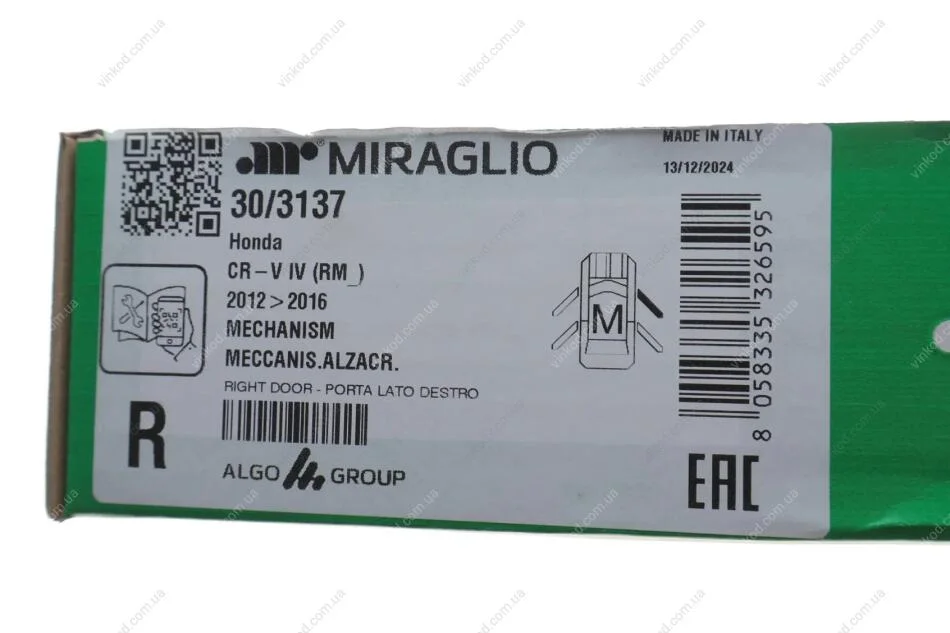 MIRAGLIO
MADE IN ITALY
13/12/2024
30/3137
Honda
CR-V IV (RM_)
2012 > 2016
MECHANISM
MECCANIS.ALZACR.
RIGHT DOOR - PORTA LATO DESTRO
R
M
ALGO GROUP
8 058335 326595
EAC
vinkod.com.ua